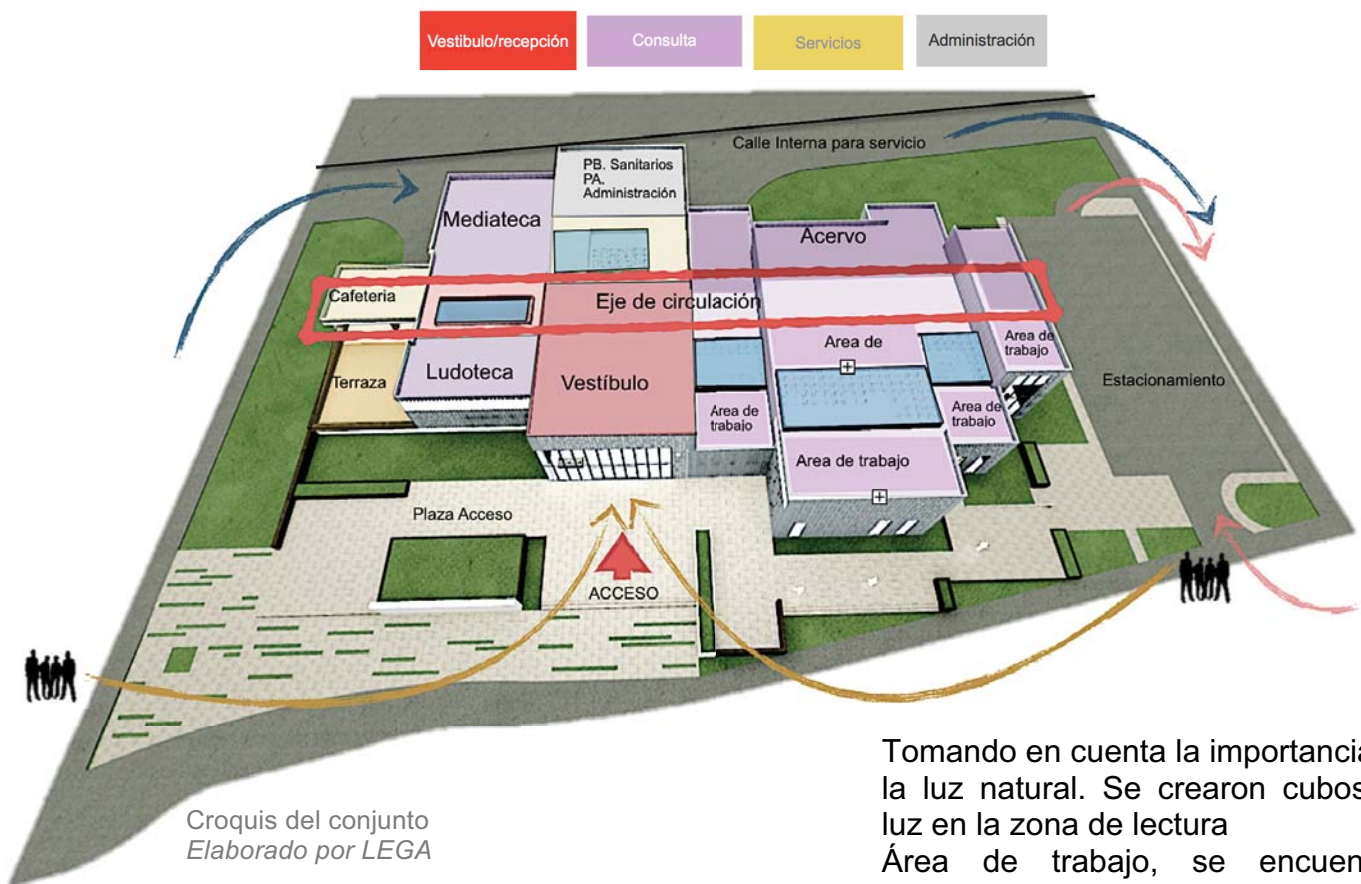 Vestibulo/recepción
Consulta
Servicios
Administración
Calle Interna para servicio
PB. Sanitarios
PA.
Administración
Mediateca
Acervo
Cafeteria
Eje de circulación
Area de
Area de
trabajo
Terraza
Ludoteca
Vestíbulo
Estacionamiento
Area de
trabajo
Area de
trabajo
Area de trabajo
Plaza Acceso
ACCESO
Croquis del conjunto
Elaborado por LEGA
Tomando en cuenta la importancia
la luz natural. Se crearon cubos
luz en la zona de lectura
Área de trabajo, se encuen